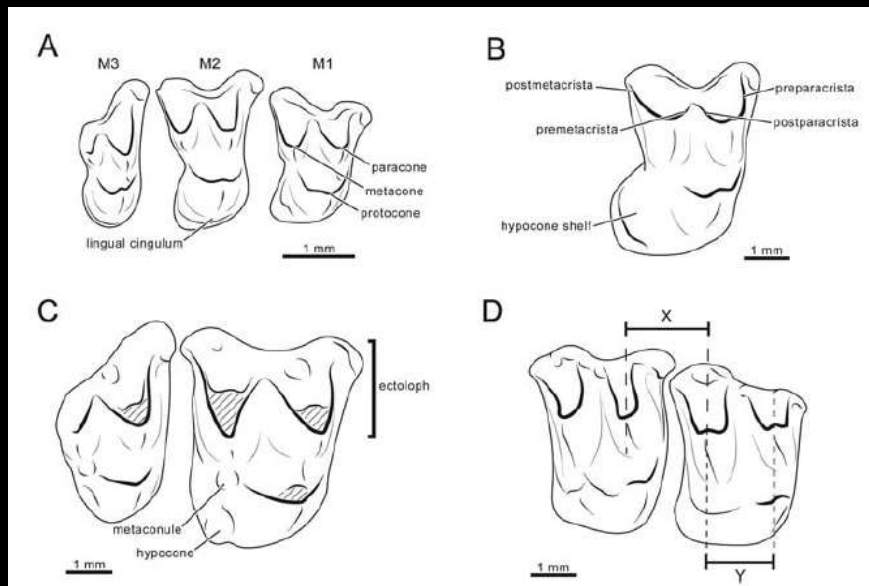 A
M3
M2
M1
paracone
metacone
protocone
lingual cingulum
1 mm
B
postmetacrista
preparacrista
premetacrista
postparacrista
hypocone shelf
1 mm
C
ectoloph
metaconule
hypocone
1 mm
D
X
1 mm
Y